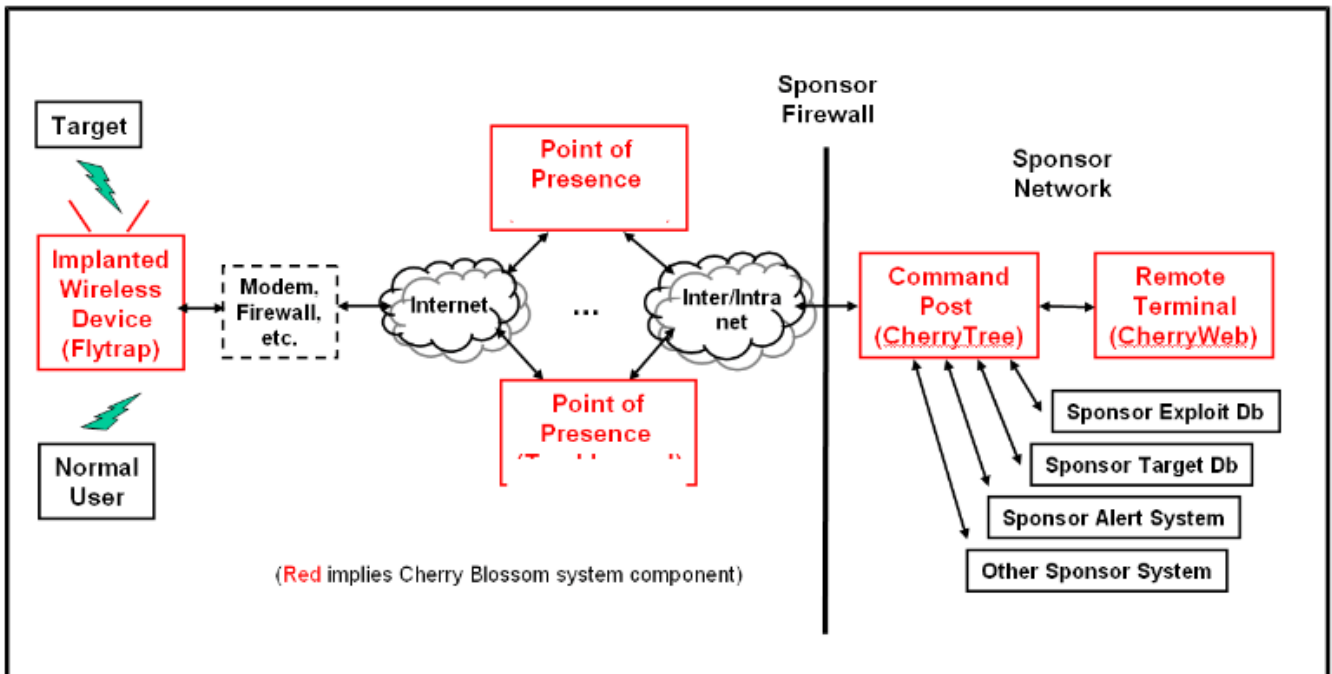 Sponsor
Firewall
Target
Point of
Presence
Sponsor
Network
Implanted
Wireless
Device
(Flytrap)
Modem,
Firewall,
etc.
Internet
...
Inter/Intra
net
Command
Post
(CherryTree)
Remote
Terminal
(CherryWeb)
Point of
Presence
Normal
User
Sponsor Exploit Db
Sponsor Target Db
Sponsor Alert System
Other Sponsor System
(Red implies Cherry Blossom system component)